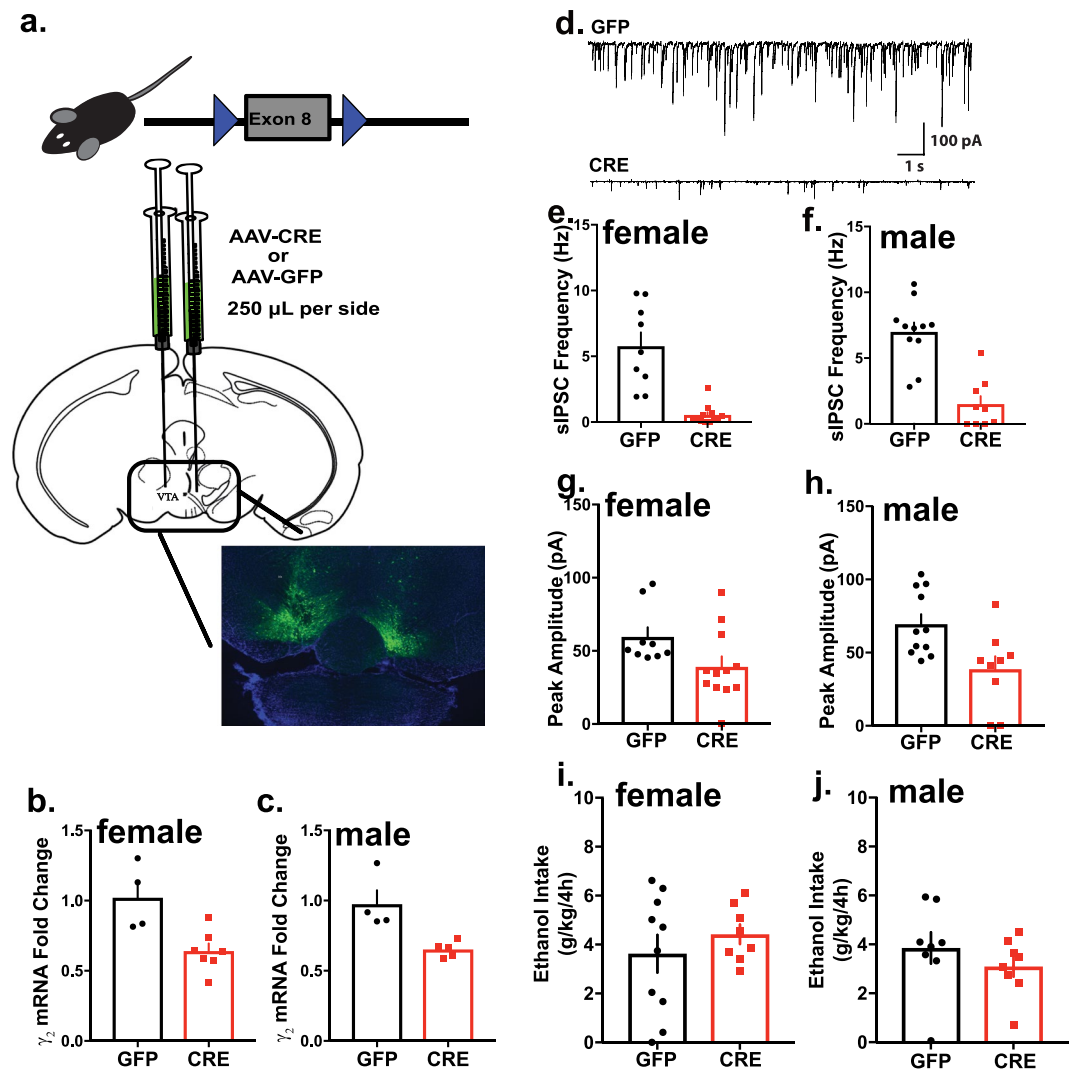 a.
Exon 8
AAV-CRE
or
AAV-GFP
250 µL per side
VTA
b.
female
γ2 mRNA Fold Change
1.5
1.0
0.5
0.0
GFP
CRE
c.
male
γ2 mRNA Fold Change
1.5
1.0
0.5
0.0
GFP
CRE
d.
GFP
100 pA
1 s
CRE
e.
female
sIPSC Frequency (Hz)
15
10
5
0
GFP
CRE
f.
male
sIPSC Frequency (Hz)
15
10
5
0
GFP
CRE
g.
female
Peak Amplitude (pA)
150
100
50
0
GFP
CRE
h.
male
Peak Amplitude (pA)
150
100
50
0
GFP
CRE
i.
female
Ethanol Intake
(g/kg/4h)
10
8
6
4
2
0
GFP
CRE
j.
male
Ethanol Intake
(g/kg/4h)
10
8
6
4
2
0
GFP
CRE